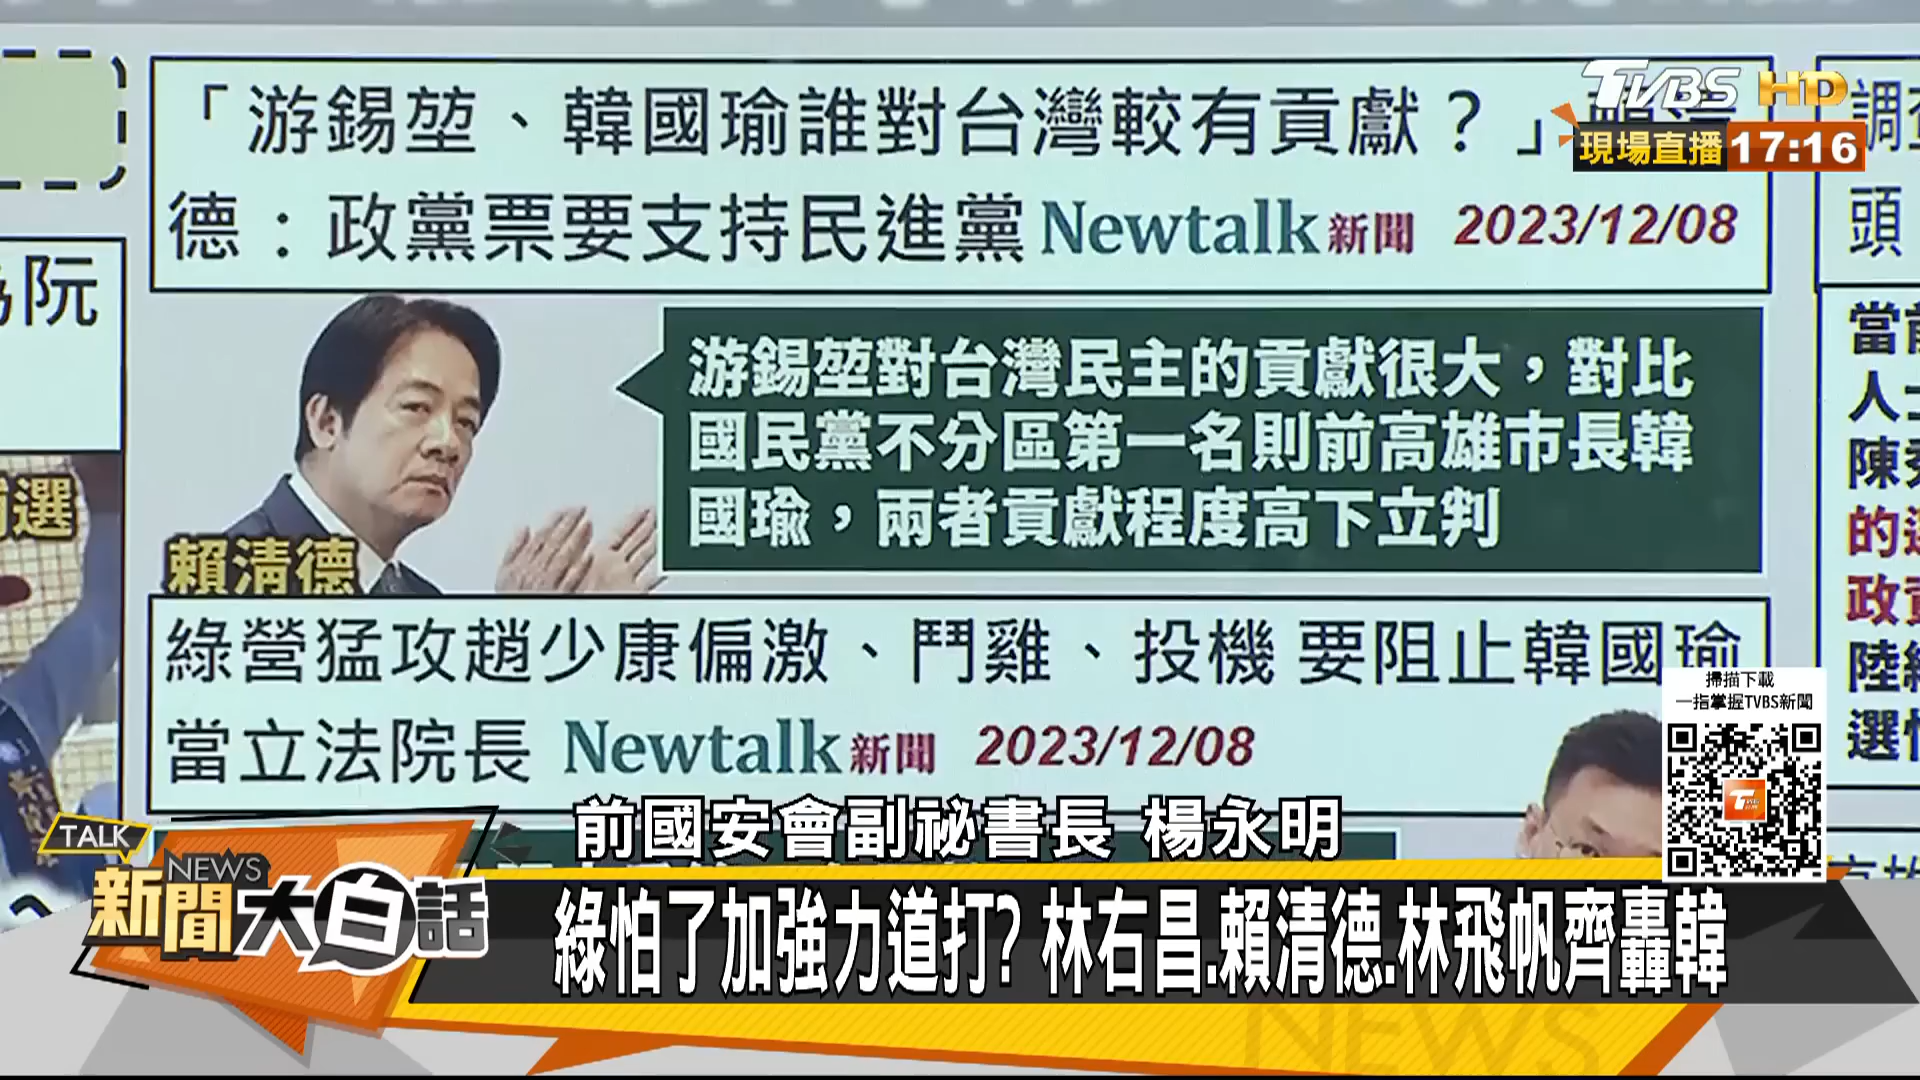 「游錫堃、韓國瑜誰對台灣較有貢獻？」賴清
德：政黨票要支持民進黨 Newtalk新聞 2023/12/08
TVBS HD
現場直播 17:16
阮
游錫堃對台灣民主的貢獻很大，對比
國民黨不分區第一名則前高雄市長韓
國瑜，兩者貢獻程度高下立判
賴清德
選
綠營猛攻趙少康偏激、鬥雞、投機 要阻止韓國瑜
當立法院長 Newtalk新聞 2023/12/08
調查
頭
當前
人士
陳
的
政
陸
選
掃描下載
一指掌握TVBS新聞
前國安會副祕書長 楊永明
TALK
NEWS
新聞大白話
綠怕了加強力道打? 林右昌.賴清德.林飛帆齊轟韓
NEWS